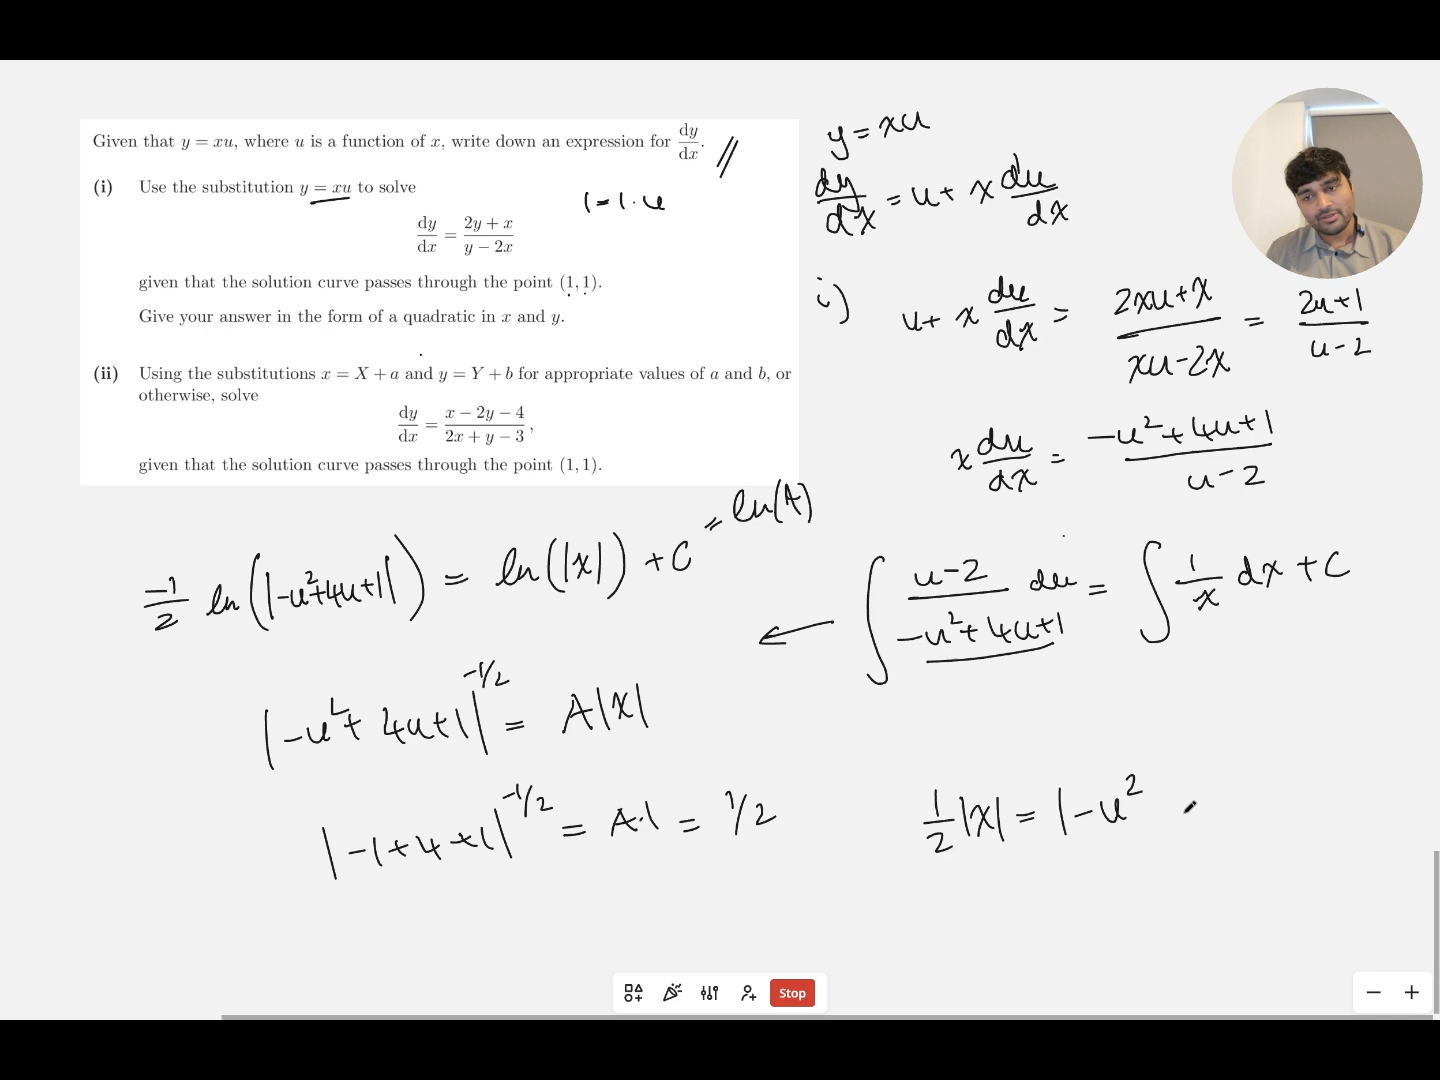 Given that y = xu, where u is a function of x, write down an expression for dy/dx.
(i) Use the substitution y = xu to solve
dy/dx = (2y + x)/(y − 2x)
given that the solution curve passes through the point (1, 1).
Give your answer in the form of a quadratic in x and y.
(ii) Using the substitutions x = X + a and y = Y + b for appropriate values of a and b, or
otherwise, solve
dy/dx = (x − 2y − 4)/(2x + y − 3),
given that the solution curve passes through the point (1, 1).
1 = 1·u
y = xu
dy/dx = u + x du/dx
i) u + x du/dx = (2xu + x)/(xu − 2x) = (2u + 1)/(u − 2)
x du/dx = (−u² + 4u + 1)/(u − 2)
∫ (u − 2)/(−u² + 4u + 1) du = ∫ 1/x dx + C
←
−1/2 ln(|−u² + 4u + 1|) = ln(|x|) + C = ln(A)
|−u² + 4u + 1|^(−1/2) = A|x|
|−1 + 4 + 1|^(−1/2) = A·1 = 1/2
1/2 |x| = |−u²
Stop
− +